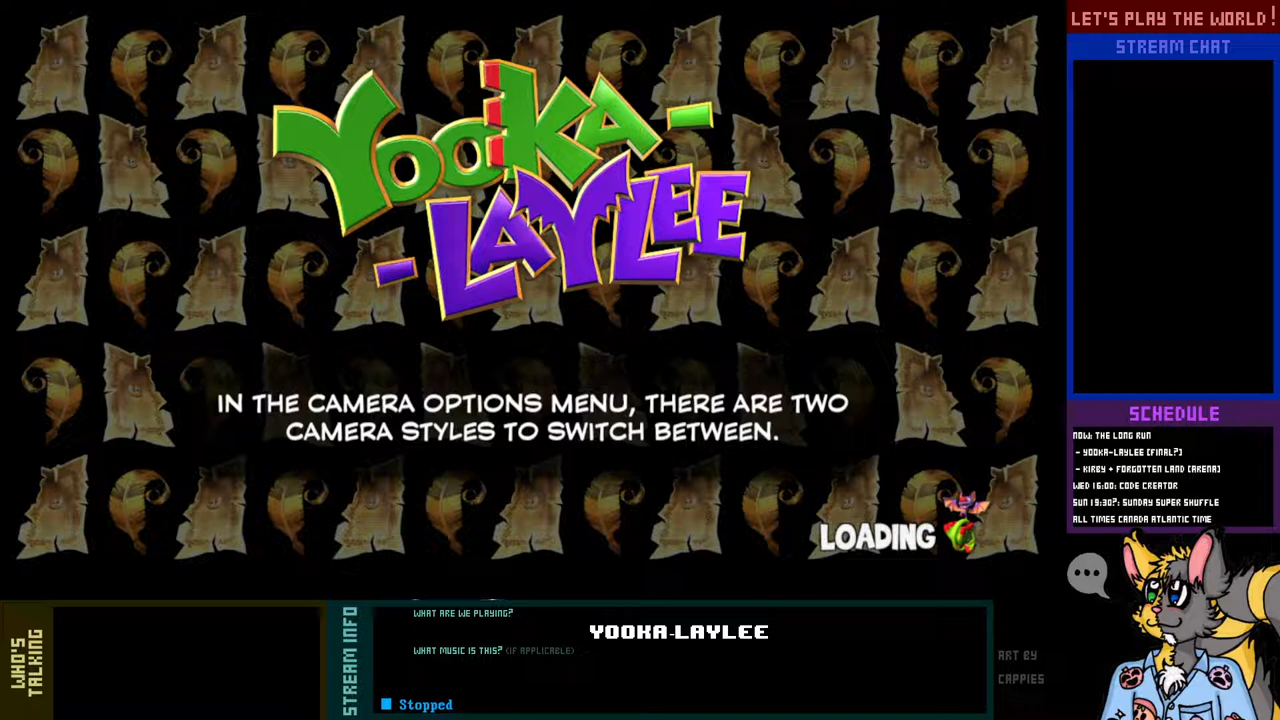 YOOKA-
-LAYLEE
IN THE CAMERA OPTIONS MENU, THERE ARE TWO
CAMERA STYLES TO SWITCH BETWEEN.
LOADING
LET'S PLAY THE WORLD!
STREAM CHAT
SCHEDULE
NOW: THE LONG RUN
- YOOKA-LAYLEE [FINAL?]
- KIRBY + FORGOTTEN LAND [ARENA]
WED 16:00: CODE CREATOR
SUN 19:30?: SUNDAY SUPER SHUFFLE
ALL TIMES CANADA ATLANTIC TIME
WHO'S
TALKING
STREAM INFO
WHAT ARE WE PLAYING?
YOOKA-LAYLEE
WHAT MUSIC IS THIS? (IF APPLICABLE)
Stopped
ART BY
CAPPIES